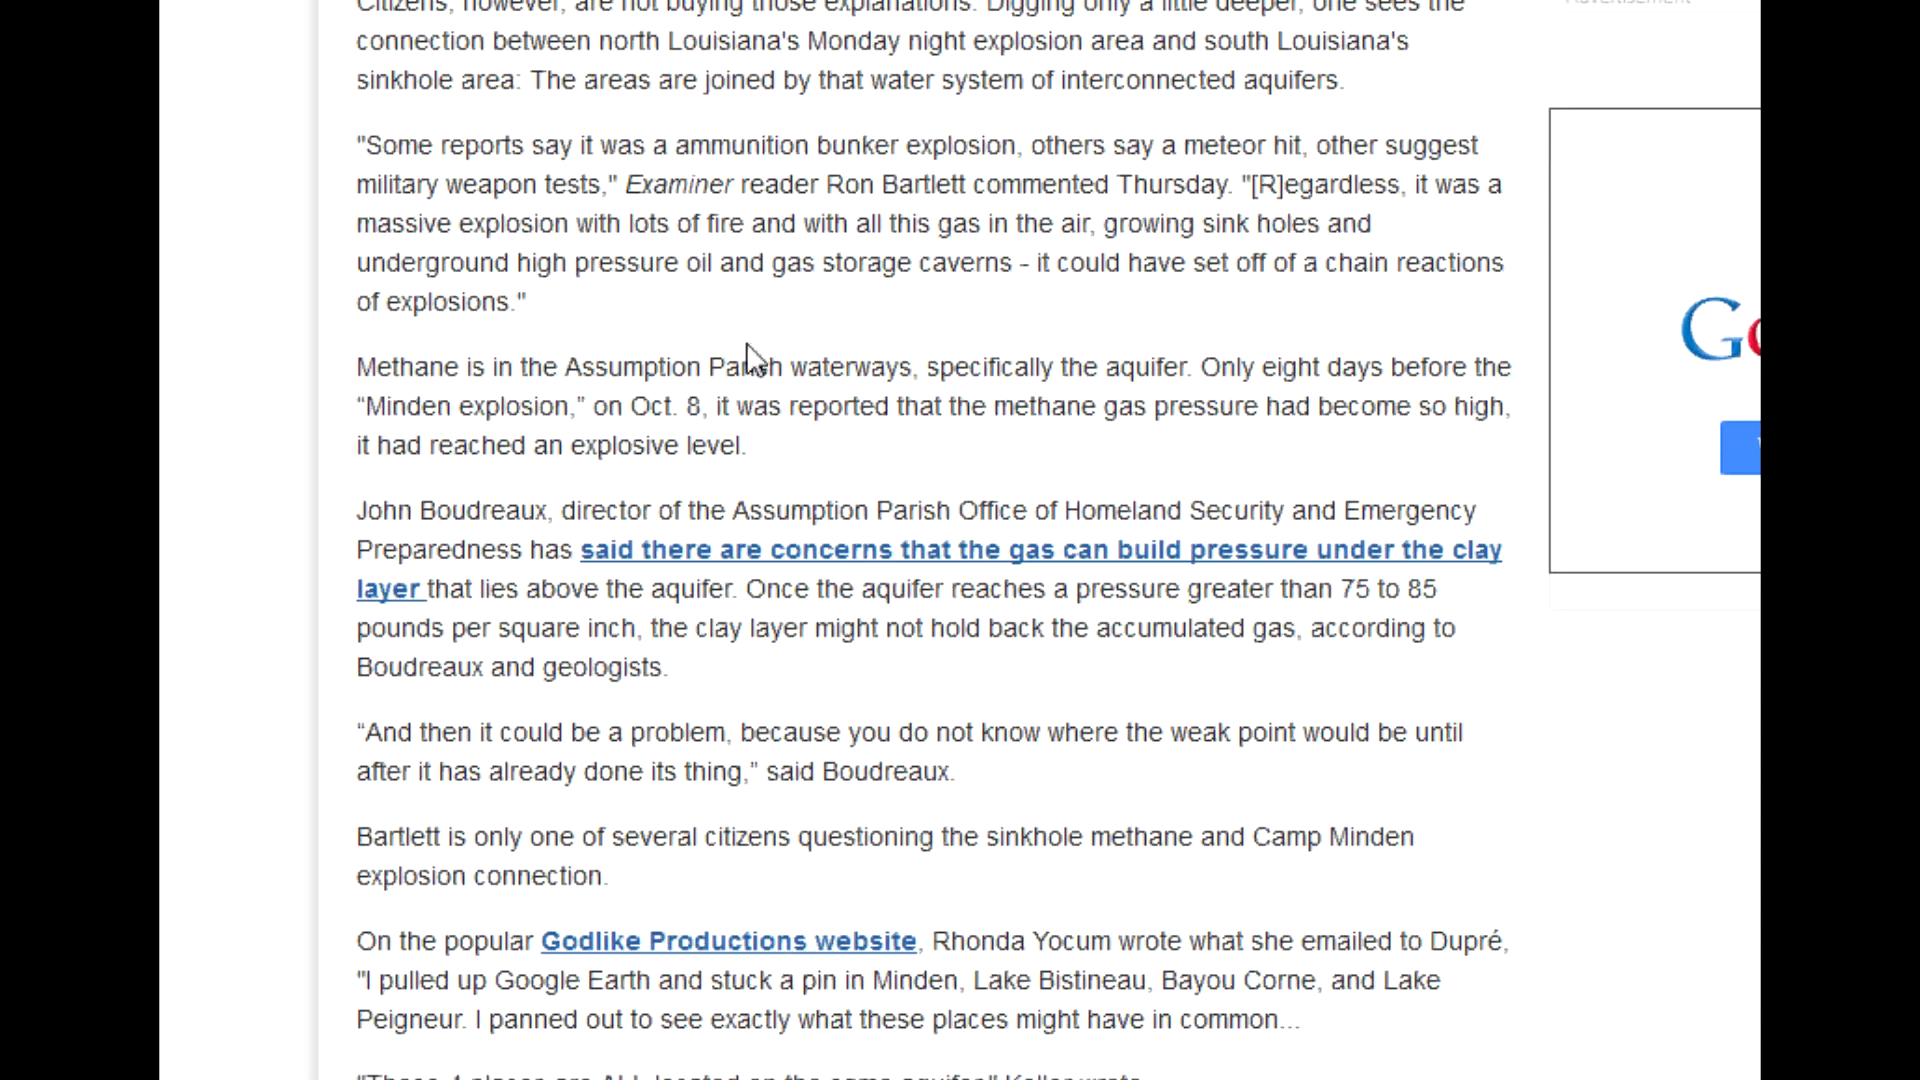 Citizens, however, are not buying those explanations. Digging only a little deeper, one sees the
connection between north Louisiana's Monday night explosion area and south Louisiana's
sinkhole area: The areas are joined by that water system of interconnected aquifers.
"Some reports say it was a ammunition bunker explosion, others say a meteor hit, other suggest
military weapon tests," Examiner reader Ron Bartlett commented Thursday. "[R]egardless, it was a
massive explosion with lots of fire and with all this gas in the air, growing sink holes and
underground high pressure oil and gas storage caverns - it could have set off of a chain reactions
of explosions."
Methane is in the Assumption Parish waterways, specifically the aquifer. Only eight days before the
“Minden explosion,” on Oct. 8, it was reported that the methane gas pressure had become so high,
it had reached an explosive level.
John Boudreaux, director of the Assumption Parish Office of Homeland Security and Emergency
Preparedness has said there are concerns that the gas can build pressure under the clay
layer that lies above the aquifer. Once the aquifer reaches a pressure greater than 75 to 85
pounds per square inch, the clay layer might not hold back the accumulated gas, according to
Boudreaux and geologists.
“And then it could be a problem, because you do not know where the weak point would be until
after it has already done its thing,” said Boudreaux.
Bartlett is only one of several citizens questioning the sinkhole methane and Camp Minden
explosion connection.
On the popular Godlike Productions website, Rhonda Yocum wrote what she emailed to Dupré,
"I pulled up Google Earth and stuck a pin in Minden, Lake Bistineau, Bayou Corne, and Lake
Peigneur. I panned out to see exactly what these places might have in common...
"These 4 places are ALL located on the same aquifer," Keller wrote.
Advertisement
Go